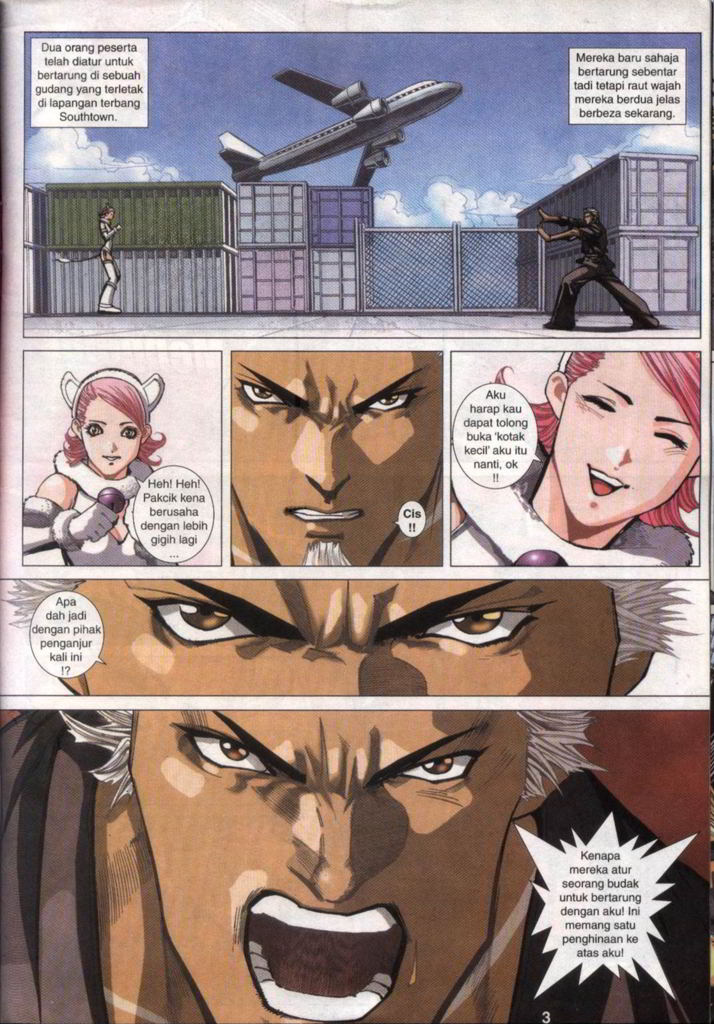 Dua orang peserta
telah diatur untuk
bertarung di sebuah
gudang yang terletak
di lapangan terbang
Southtown.
Mereka baru sahaja
bertarung sebentar
tadi tetapi raut wajah
mereka berdua jelas
berbeza sekarang.
Heh! Heh!
Pakcik kena
berusaha
dengan lebih
gigih lagi
...
Cis
!!
Aku
harap kau
dapat tolong
buka 'kotak
kecil' aku itu
nanti, ok
!!
Apa
dah jadi
dengan pihak
penganjur
kali ini
!?
Kenapa
mereka atur
seorang budak
untuk bertarung
dengan aku! Ini
memang satu
penghinaan ke
atas aku!
3